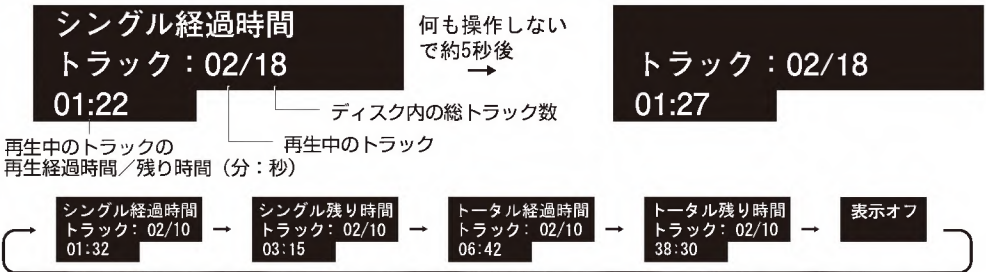 シングル経過時間
トラック：02/18
01:22
何も操作しない
で約5秒後
→
トラック：02/18
01:27
ディスク内の総トラック数
再生中のトラック
再生中のトラックの
再生経過時間／残り時間（分：秒）
シングル経過時間
トラック：02/10
01:32
→
シングル残り時間
トラック：02/10
03:15
→
トータル経過時間
トラック：02/10
06:42
→
トータル残り時間
トラック：02/10
38:30
→
表示オフ